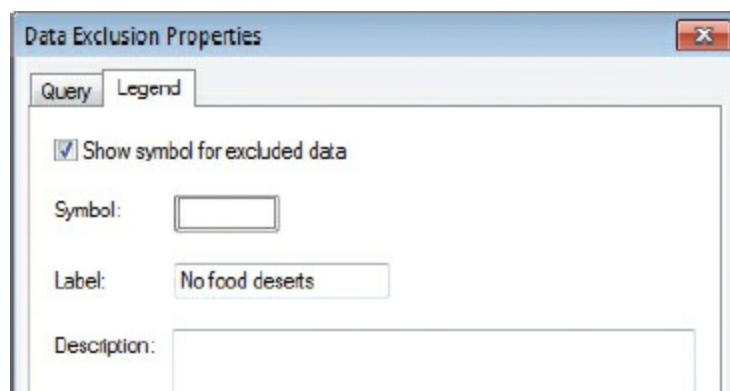 Data Exclusion Properties
Query Legend
Show symbol for excluded data
Symbol:
Label: No food deserts
Description: